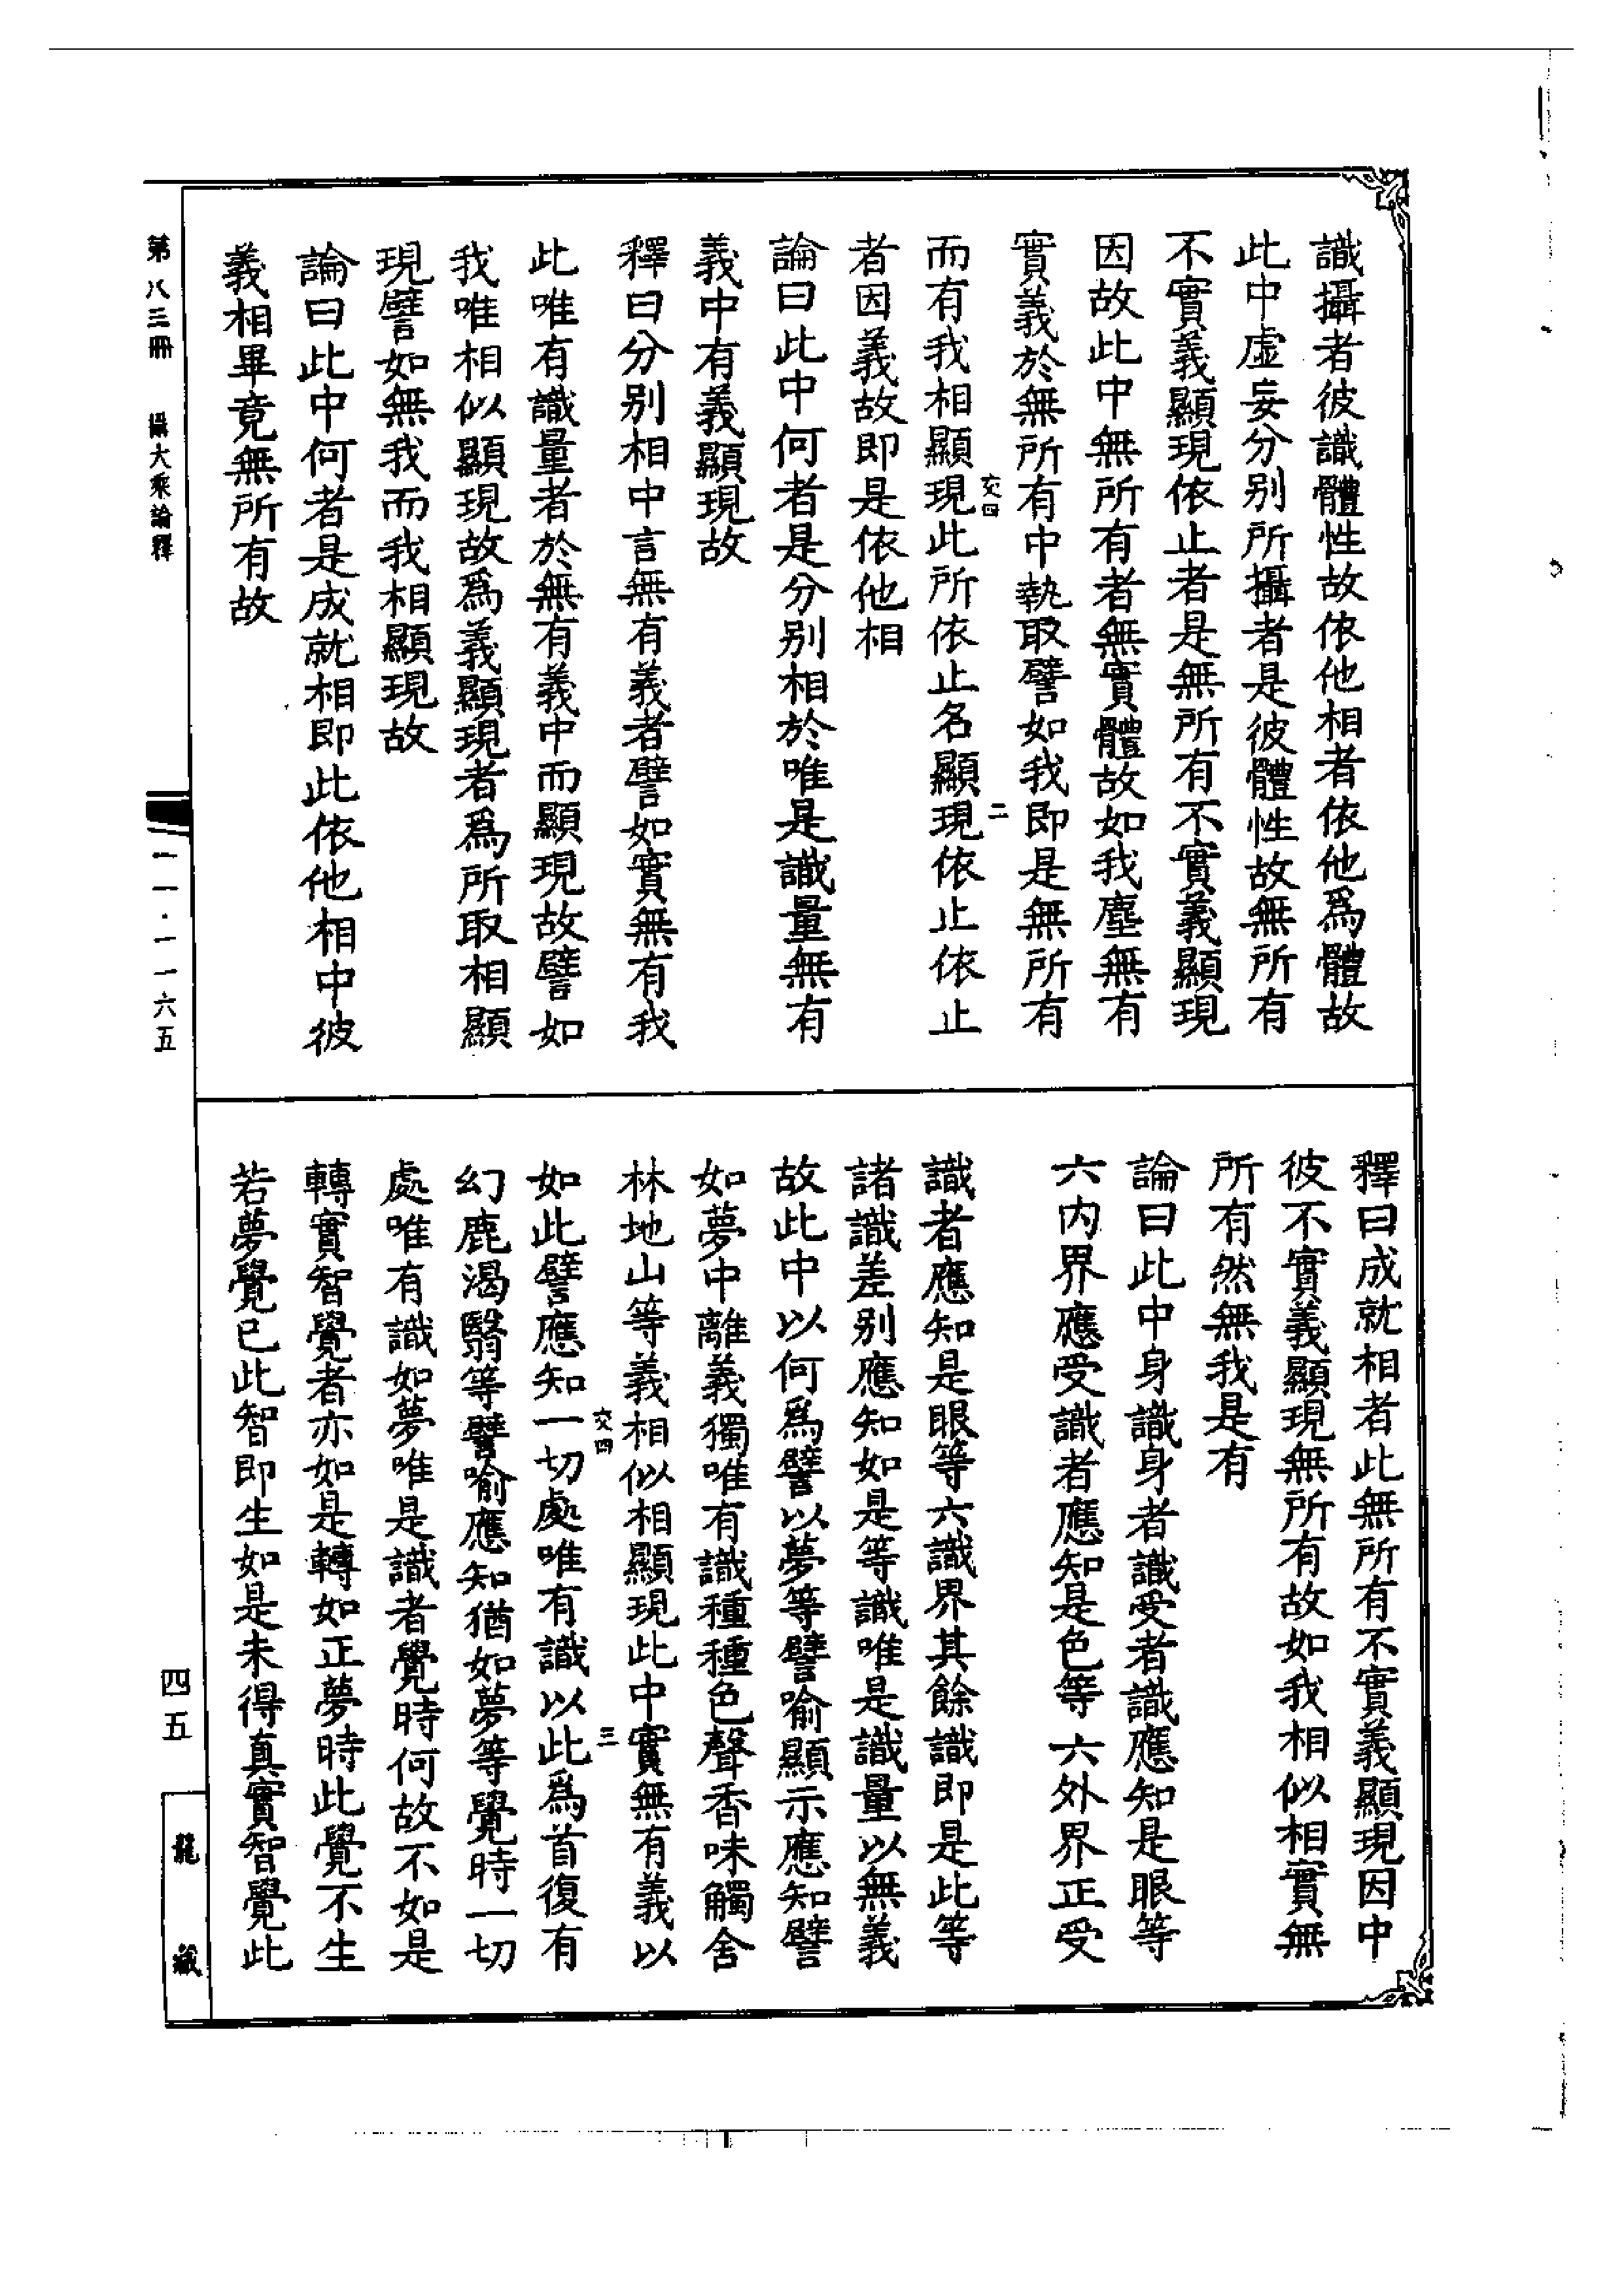 識攝者彼識體性故依他相者依他爲體故
此中虛妄分别所攝者是彼體性故無所有
不實義顯現依止者是無所有不實義顯現
因故此中無所有者無實體故如我塵無有
實義於無所有中執取譬如我即是無所有
交四
二
而有我相顯現此所依止名顯現依止依止
者因義故即是依他相
論曰此中何者是分别相於唯是識量無有
義中有義顯現故
釋曰分别相中言無有義者譬如實無有我
此唯有識量者於無有義中而顯現故譬如
我唯相似顯現故爲義顯現者爲所取相顯
現譬如無我而我相顯現故
論曰此中何者是成就相即此依他相中彼
義相畢竟無所有故
釋曰成就相者此無所有不實義顯現因中
彼不實義顯現無所有故如我相似相實無
所有然無我是有
論曰此中身識身者識受者識應知是眼等
六内界應受識者應知是色等六外界正受
識者應知是眼等六識界其餘識即是此等
諸識差别應知如是等識唯是識量以無義
故此中以何爲譬以夢等譬喻顯示應知譬
如夢中離義獨唯有識種種色聲香味觸舍
林地山等義相似相顯現此中實無有義以
交四
三
如此譬應知一切處唯有識以此爲首復有
幻鹿渴翳等譬喻應知猶如夢等覺時一切
處唯有識如夢唯是識者覺時何故不如是
轉實智覺者亦如是轉如正夢時此覺不生
若夢覺已此智即生如是未得真實智覺此
第八三冊
攝大乘論釋
一一·一一六五
四五
龍藏